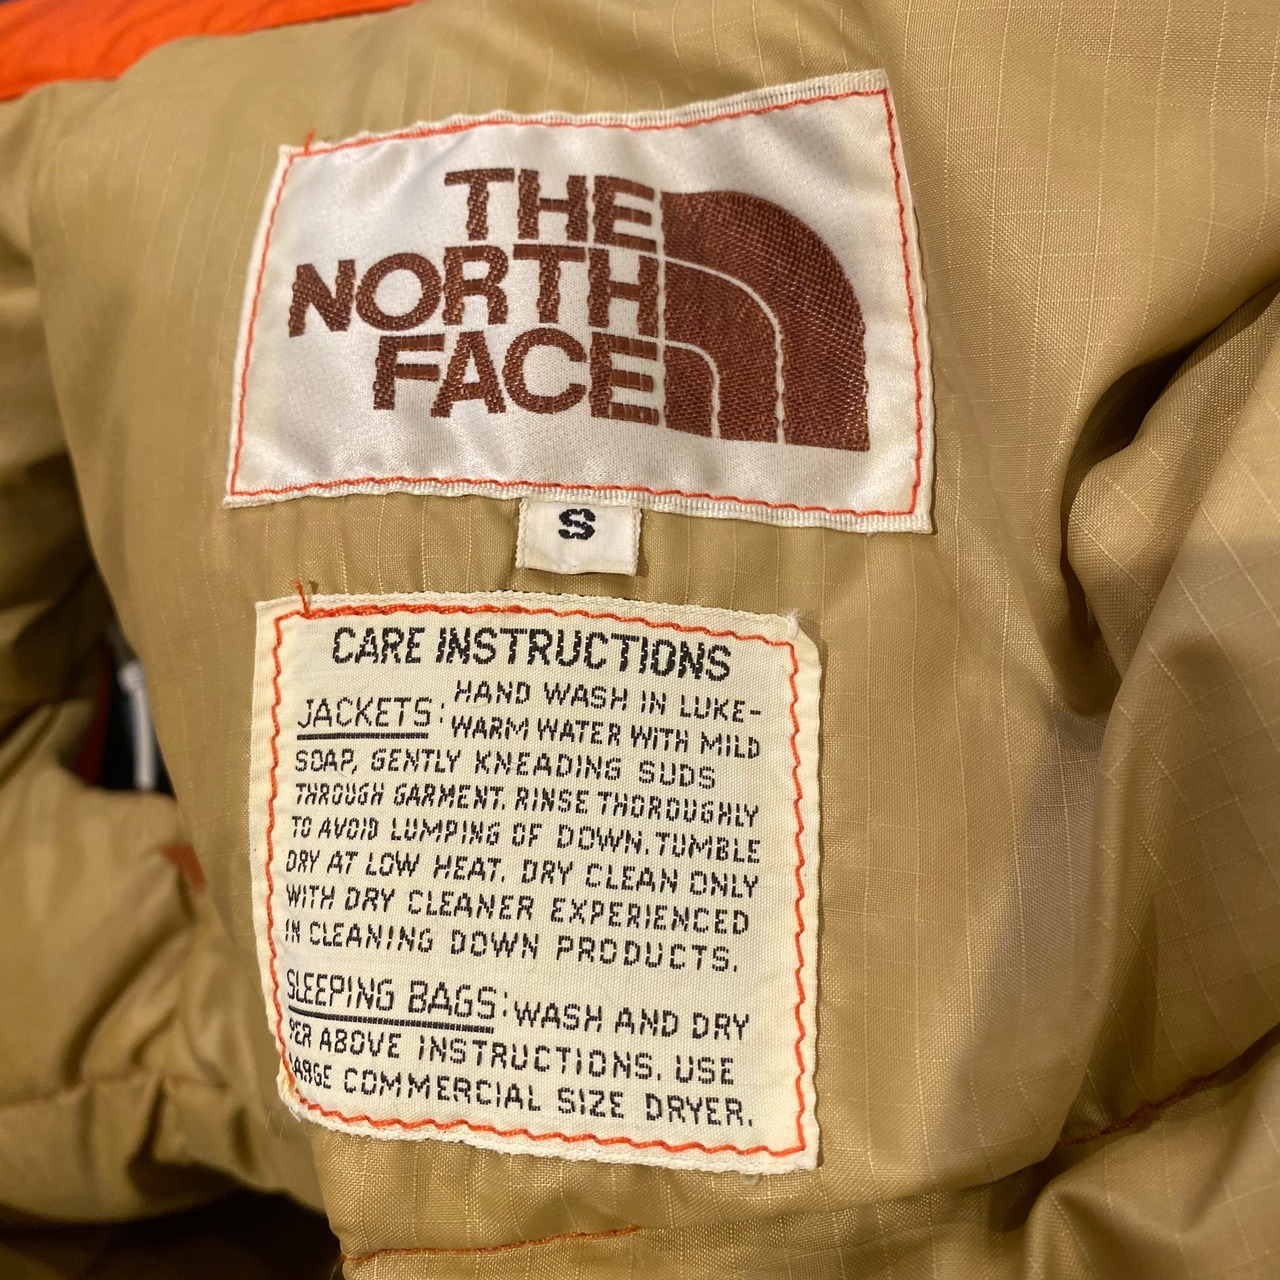 THE
NORTH
FACE
S
CARE INSTRUCTIONS
JACKETS: HAND WASH IN LUKE-
WARM WATER WITH MILD
SOAP, GENTLY KNEADING SUDS
THROUGH GARMENT. RINSE THOROUGHLY
TO AVOID LUMPING OF DOWN. TUMBLE
DRY AT LOW HEAT. DRY CLEAN ONLY
WITH DRY CLEANER EXPERIENCED
IN CLEANING DOWN PRODUCTS.
SLEEPING BAGS: WASH AND DRY
PER ABOVE INSTRUCTIONS. USE
LARGE COMMERCIAL SIZE DRYER.